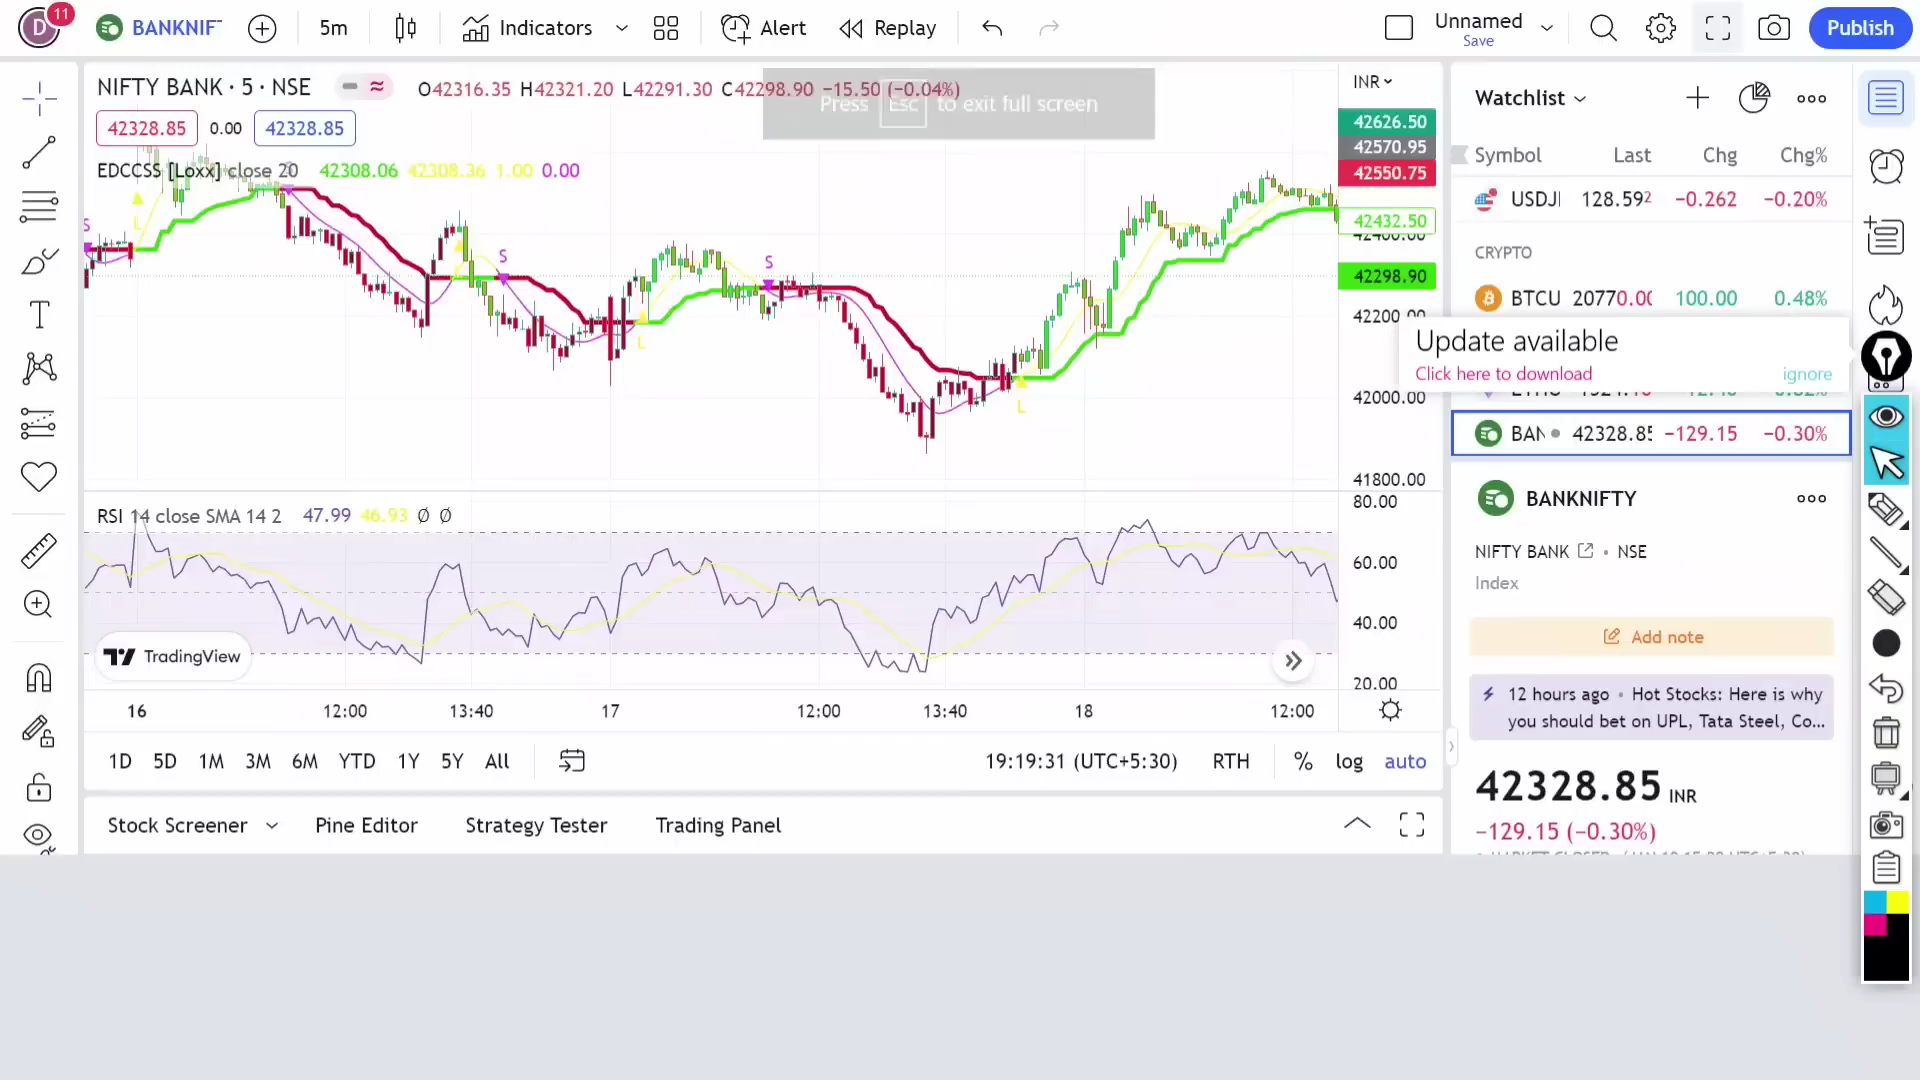 D 11 BANKNIF 5m Indicators Alert Replay Unnamed Save Publish
NIFTY BANK · 5 · NSE O42316.35 H42321.20 L42291.30 C42298.90 −15.50 (−0.04%)
Press Esc to exit full screen
42328.85 0.00 42328.85
EDCCSS [Loxx] close 20 42308.06 42308.36 1.00 0.00
INR
42626.50
42570.95
42550.75
42432.50
42400.00
42298.90
42200.00
42000.00
41800.00
S
L
S
L
S
L
S
L
RSI 14 close SMA 14 2 47.99 46.93 Ø Ø
80.00
60.00
40.00
20.00
TradingView
16 12:00 13:40 17 12:00 13:40 18 12:00
1D 5D 1M 3M 6M YTD 1Y 5Y All 19:19:31 (UTC+5:30) RTH % log auto
Stock Screener Pine Editor Strategy Tester Trading Panel
Watchlist
Symbol Last Chg Chg%
USDJ 128.592 −0.262 −0.20%
CRYPTO
BTCU 20770.00 100.00 0.48%
Update available
Click here to download ignore
BAN 42328.85 −129.15 −0.30%
BANKNIFTY
NIFTY BANK • NSE
Index
Add note
12 hours ago • Hot Stocks: Here is why
you should bet on UPL, Tata Steel, Co...
42328.85 INR
−129.15 (−0.30%)